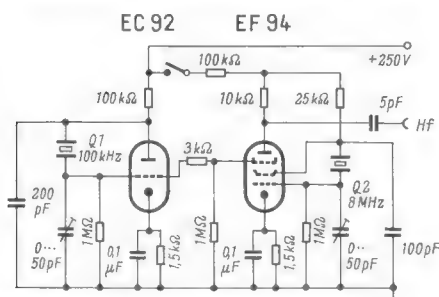 EC 92 EF 94
100kΩ
+250V
100kΩ
10kΩ
25kΩ
5pF
Hf
Q1
100kHz
3kΩ
Q2
8MHz
200
pF
1MΩ
0...
50pF
0,1
μF
1,5kΩ
1MΩ
0,1
μF
1,5kΩ
1MΩ
0...
50pF
100pF